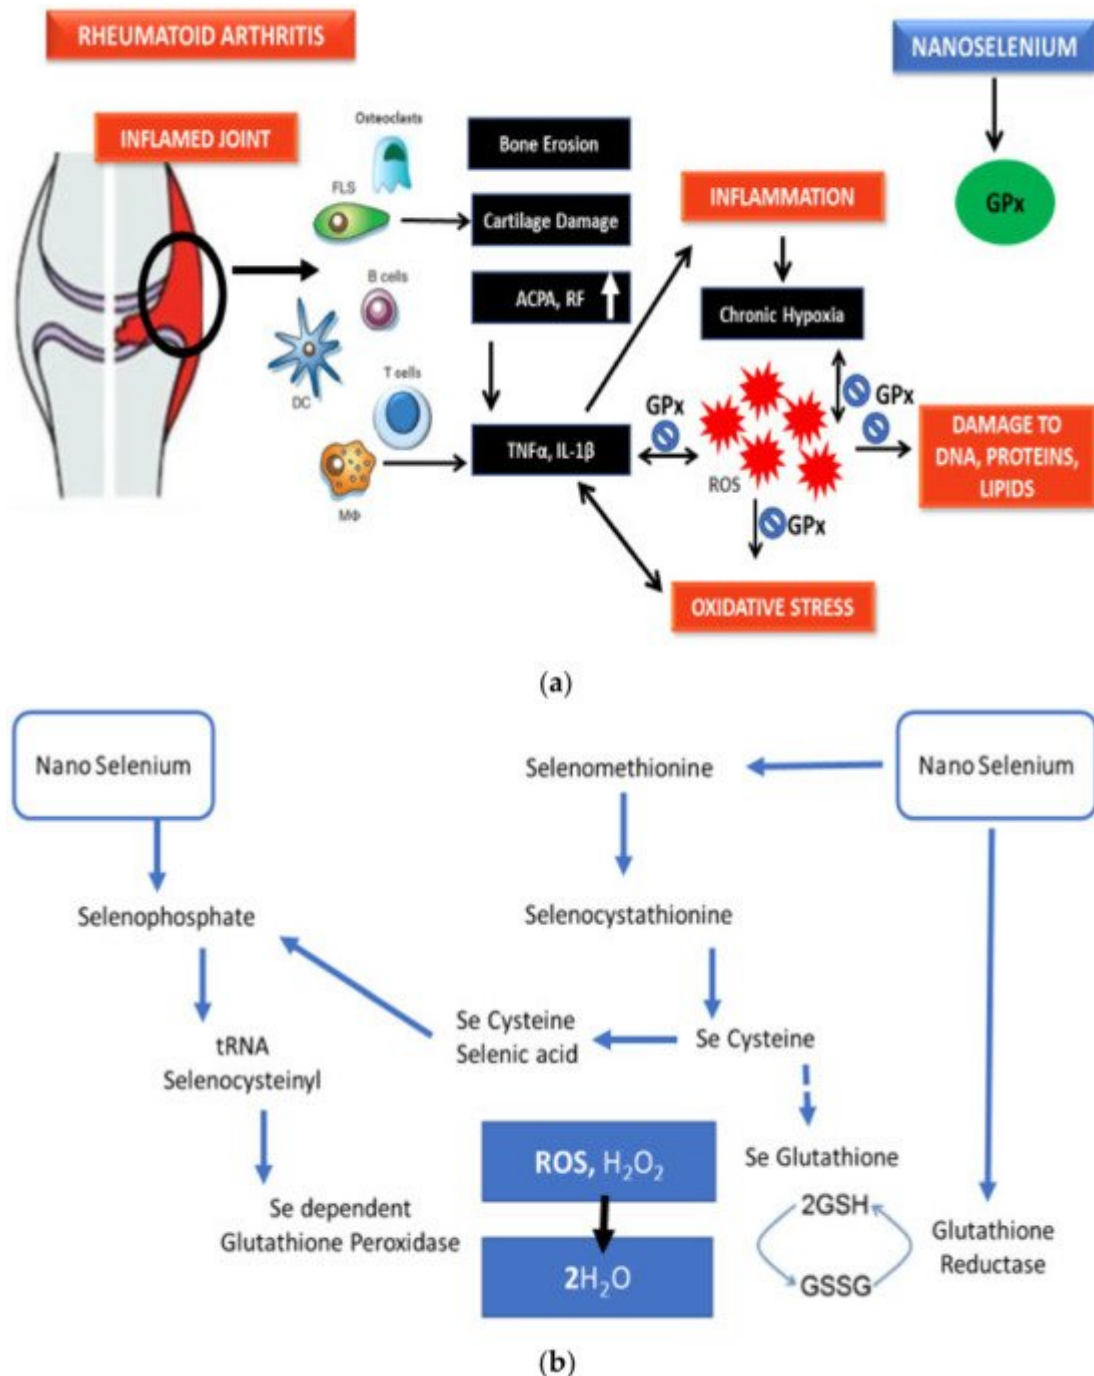 RHEUMATOID ARTHRITIS
NANOSELENIUM
INFLAMED JOINT
Osteoclasts
Bone Erosion
FLS
INFLAMMATION
GPx
Cartilage Damage
B cells
ACPA, RF
Chronic Hypoxia
DC
T cells
GPx
GPx
TNFα, IL-1β
DAMAGE TO
DNA, PROTEINS,
LIPIDS
ROS
MΦ
GPx
OXIDATIVE STRESS
(a)
Nano Selenium
Selenomethionine
Nano Selenium
Selenophosphate
Selenocystathionine
Se Cysteine
Selenic acid
Se Cysteine
tRNA
Selenocysteinyl
ROS, H₂O₂
Se Glutathione
2GSH
Se dependent
Glutathione Peroxidase
Glutathione
Reductase
2H₂O
GSSG
(b)